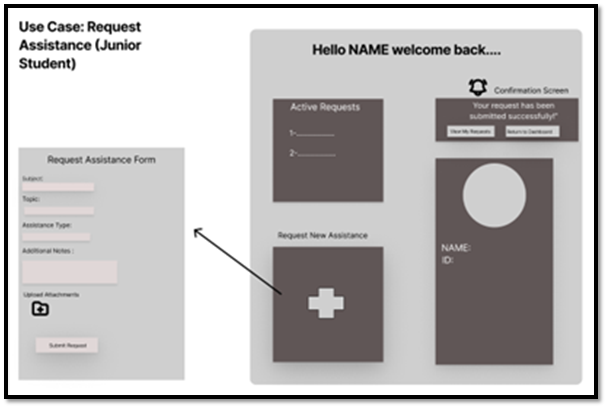 Use Case: Request
Assistance (Junior
Student)
Hello NAME welcome back....
Confirmation Screen
Your request has been
submitted successfully!"
View My Requests
Return to Dashboard
Active Requests
1-..............
2-..............
Request New Assistance
NAME:
ID:
Request Assistance Form
Subject:
Topic:
Assistance Type:
Additional Notes :
Upload Attachments
Submit Request